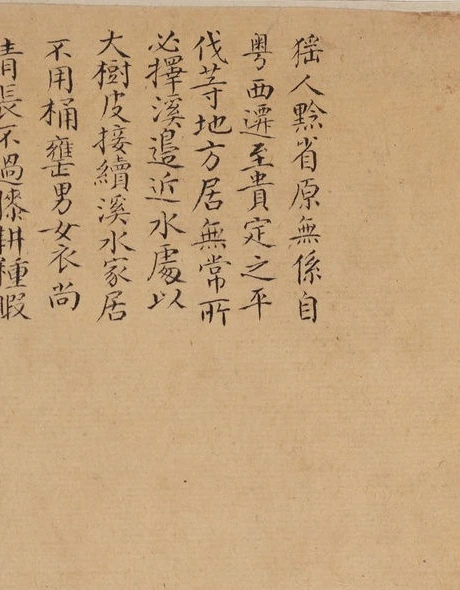 猺人黔省原無係自
粤西遷至貴定之平
伐等地方居無常所
必擇溪邉近水處以
大樹皮接續溪水家居
不用桶甕男女衣尚
青長不過膝耕種暇